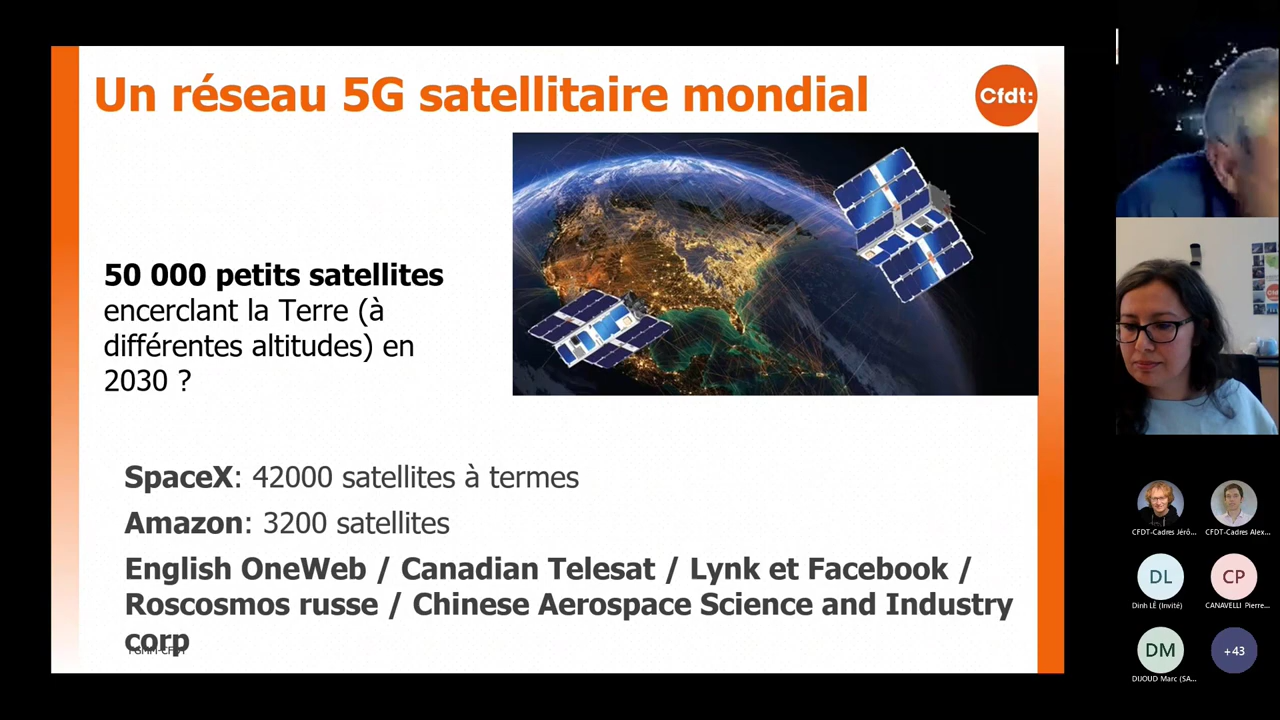 Un réseau 5G satellitaire mondial
Cfdt:
50 000 petits satellites
encerclant la Terre (à
différentes altitudes) en
2030 ?
SpaceX: 42000 satellites à termes
Amazon: 3200 satellites
English OneWeb / Canadian Telesat / Lynk et Facebook /
Roscosmos russe / Chinese Aerospace Science and Industry
corp
CFDT-Cadres Jérô...
CFDT-Cadres Alex...
DL
CP
Dinh LÊ (Invité)
CANAVELLI Pierre...
DM
+43
DIJOUD Marc (SA...